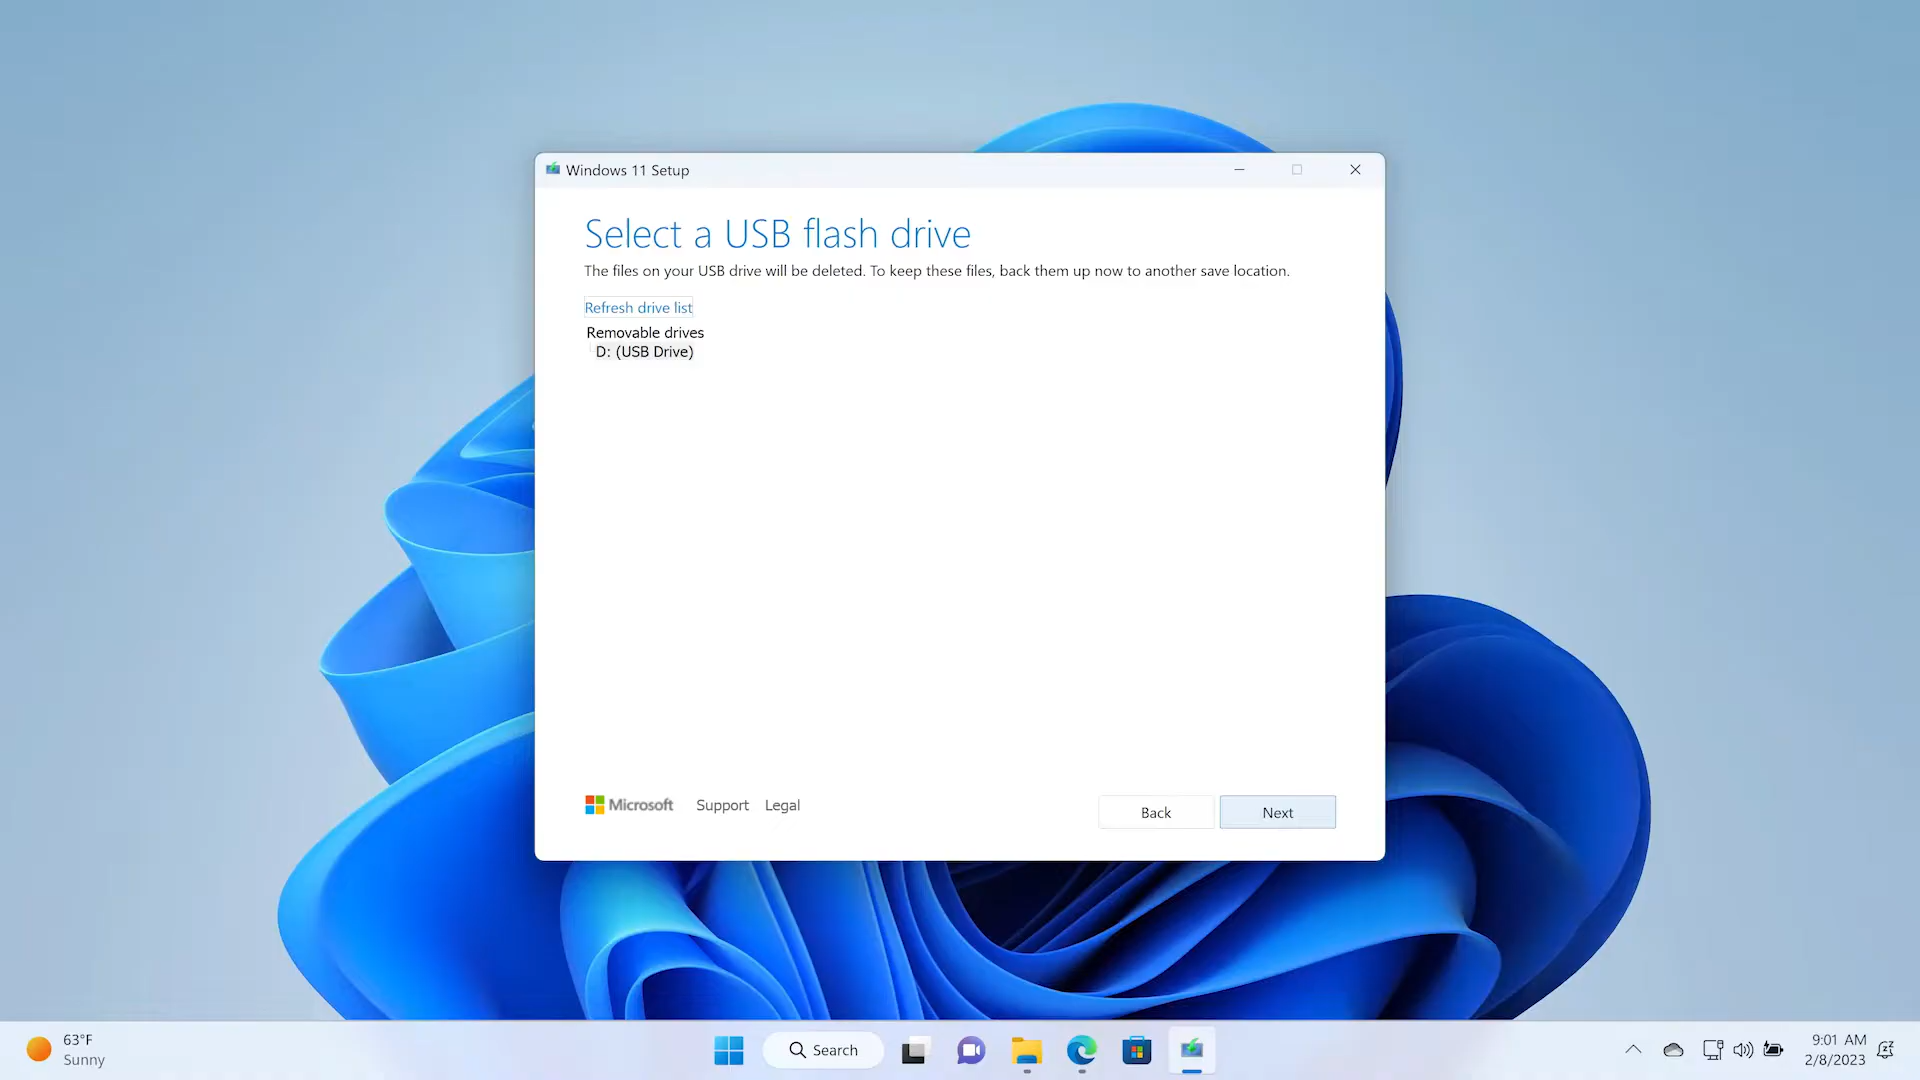 Windows 11 Setup
Select a USB flash drive
The files on your USB drive will be deleted. To keep these files, back them up now to another save location.
Refresh drive list
Removable drives
D: (USB Drive)
Microsoft Support Legal
Back Next
63°F
Sunny
Search
9:01 AM
2/8/2023